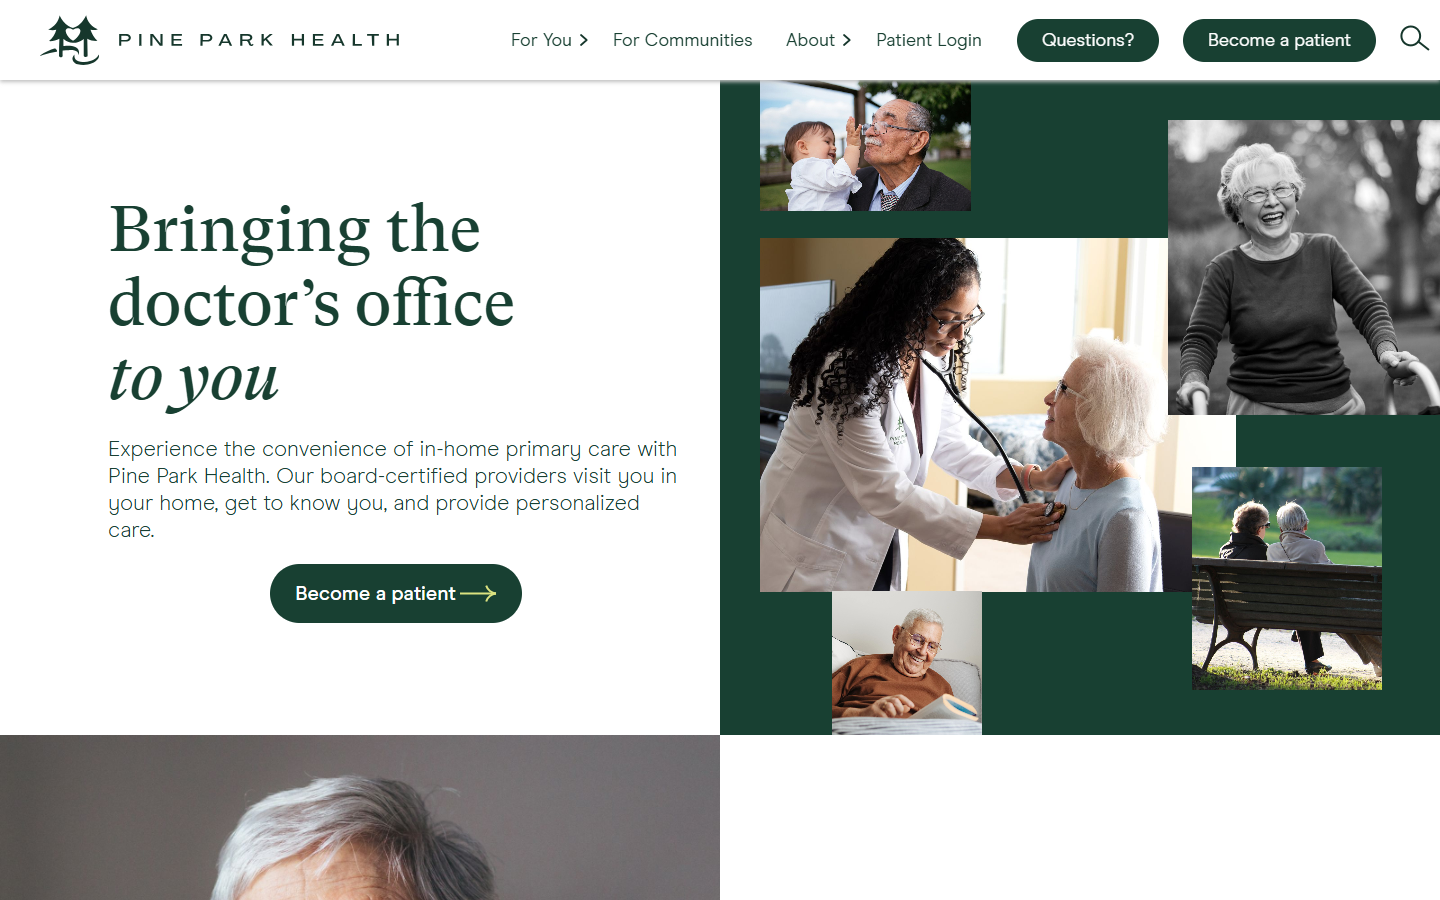 PINE PARK HEALTH
For You
For Communities
About
Patient Login
Questions?
Become a patient
Bringing the
doctor’s office
to you
Experience the convenience of in-home primary care with
Pine Park Health. Our board-certified providers visit you in
your home, get to know you, and provide personalized
care.
Become a patient